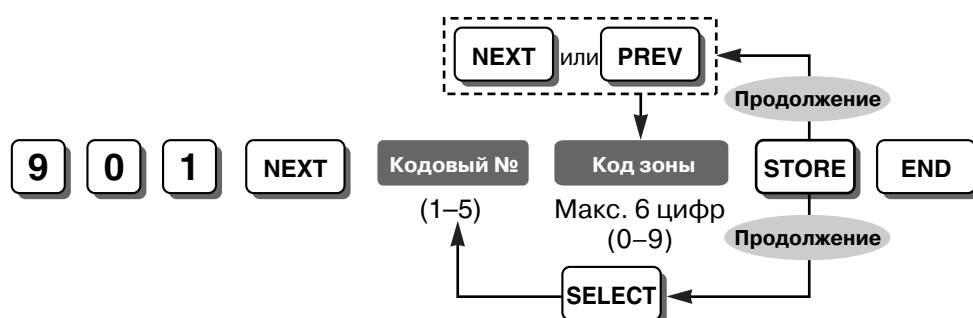 NEXT или PREV
Продолжение
9 0 1 NEXT Кодовый № Код зоны STORE END
(1–5) Макс. 6 цифр
(0–9)
Продолжение
SELECT